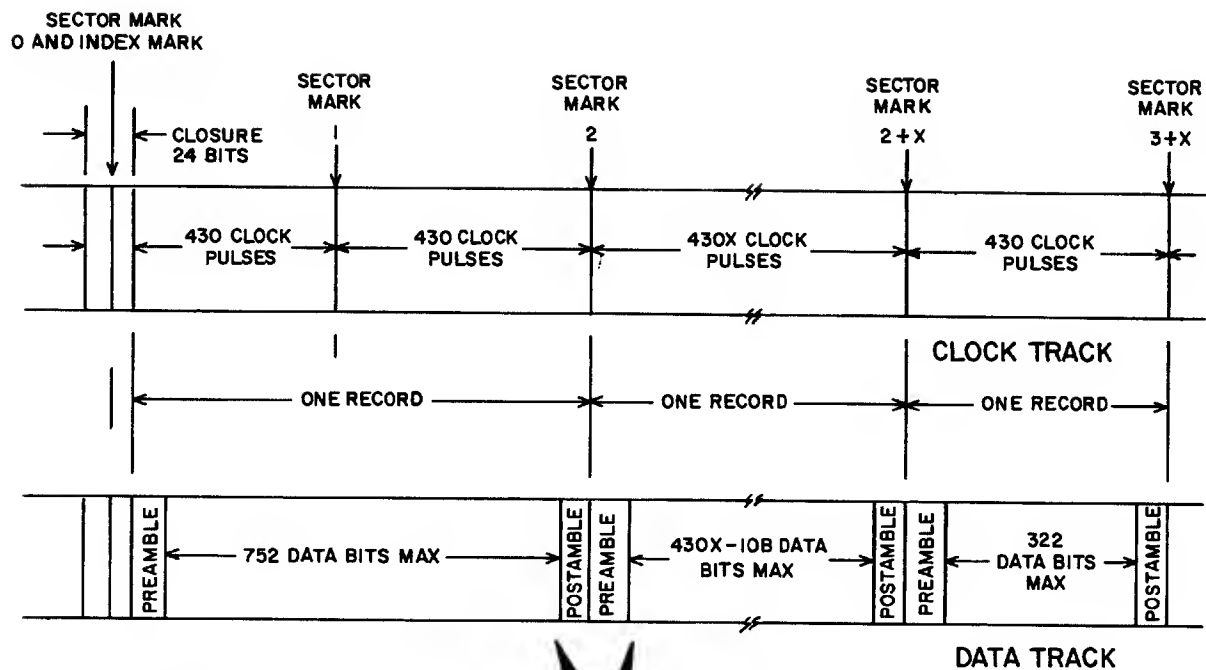 SECTOR MARK
0 AND INDEX MARK
SECTOR
MARK
1
SECTOR
MARK
2
SECTOR
MARK
2+X
SECTOR
MARK
3+X
CLOSURE
24 BITS
430 CLOCK
PULSES
430 CLOCK
PULSES
430X CLOCK
PULSES
430 CLOCK
PULSES
CLOCK TRACK
ONE RECORD
ONE RECORD
ONE RECORD
PREAMBLE
752 DATA BITS MAX
POSTAMBLE
PREAMBLE
430X-108 DATA
BITS MAX
POSTAMBLE
PREAMBLE
322
DATA BITS
MAX
POSTAMBLE
DATA TRACK